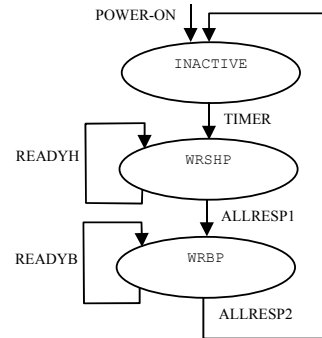 POWER-ON
INACTIVE
TIMER
READYH
WRSHP
ALLRESP1
READYB
WRBP
ALLRESP2